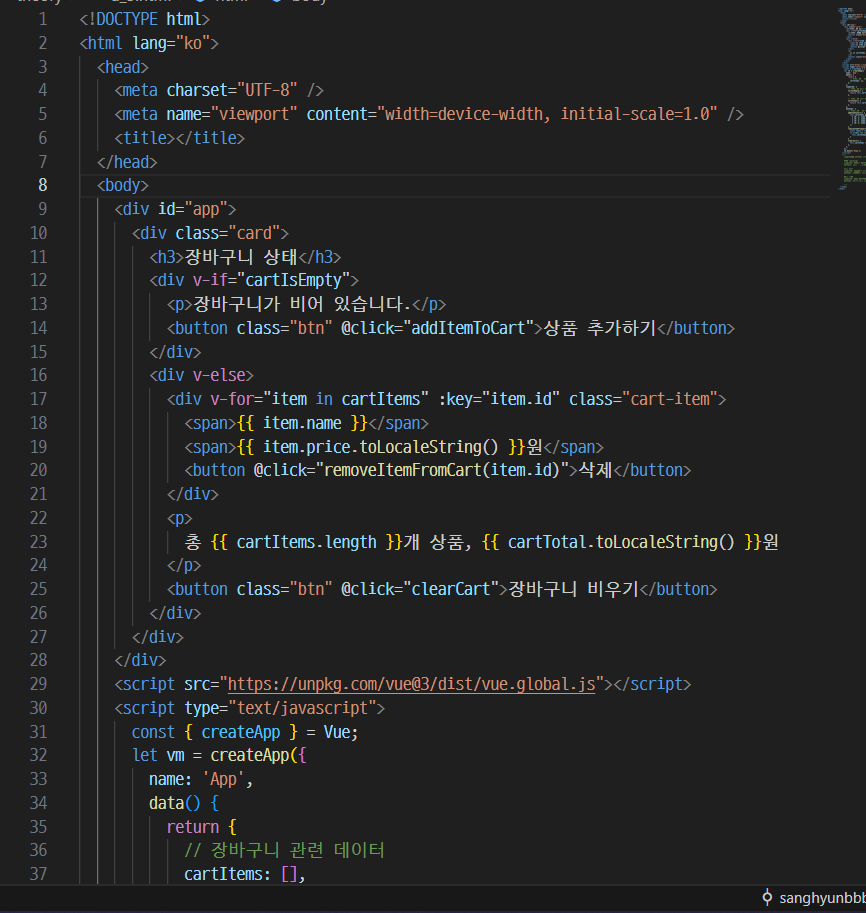 1 <!DOCTYPE html>
2 <html lang="ko">
3 <head>
4 <meta charset="UTF-8" />
5 <meta name="viewport" content="width=device-width, initial-scale=1.0" />
6 <title></title>
7 </head>
8 <body>
9 <div id="app">
10 <div class="card">
11 <h3>장바구니 상태</h3>
12 <div v-if="cartIsEmpty">
13 <p>장바구니가 비어 있습니다.</p>
14 <button class="btn" @click="addItemToCart">상품 추가하기</button>
15 </div>
16 <div v-else>
17 <div v-for="item in cartItems" :key="item.id" class="cart-item">
18 <span>{{ item.name }}</span>
19 <span>{{ item.price.toLocaleString() }}원</span>
20 <button @click="removeItemFromCart(item.id)">삭제</button>
21 </div>
22 <p>
23 총 {{ cartItems.length }}개 상품, {{ cartTotal.toLocaleString() }}원
24 </p>
25 <button class="btn" @click="clearCart">장바구니 비우기</button>
26 </div>
27 </div>
28 </div>
29 <script src="https://unpkg.com/vue@3/dist/vue.global.js"></script>
30 <script type="text/javascript">
31 const { createApp } = Vue;
32 let vm = createApp({
33 name: 'App',
34 data() {
35 return {
36 // 장바구니 관련 데이터
37 cartItems: [],
sanghyunbbb